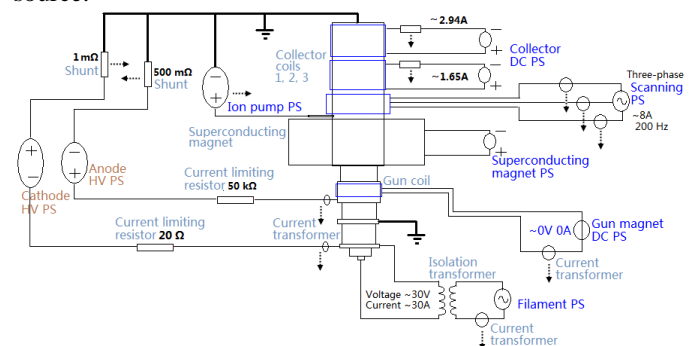 source.
1 mΩ
Shunt
500 mΩ
Shunt
Ion pump PS
Collector
coils
1, 2, 3
~2.94A
Collector
DC PS
~1.65A
Three-phase
Scanning
PS
~8A
200 Hz
Superconducting
magnet
Superconducting
magnet PS
Cathode
HV PS
Anode
HV PS
Current limiting
resistor 50 kΩ
Gun coil
Current limiting
resistor 20 Ω
Current
transformer
~0V 0A
Gun magnet
DC PS
Current
transformer
Isolation
transformer
Voltage ~30V
Current ~30A
Filament PS
Current
transformer